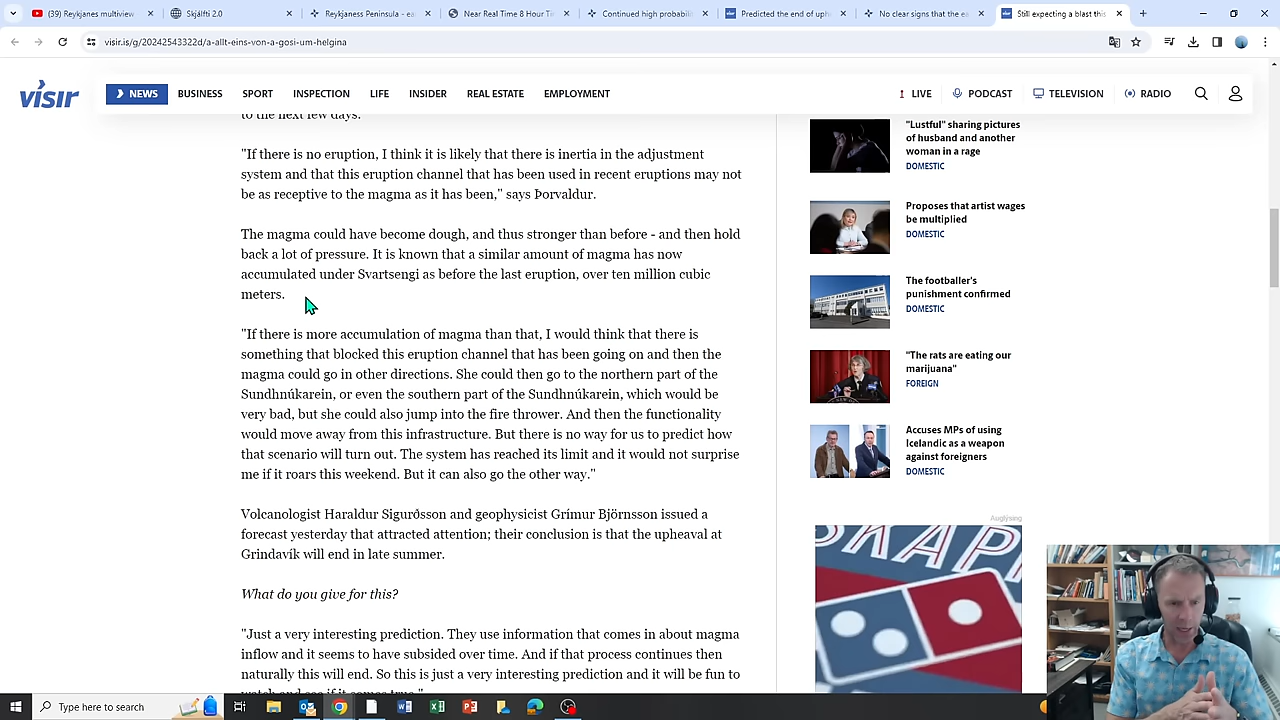 (39) Reykjanes multiview
Skjálfti 2.0
Reykjaness Peninsula – ea
Real Time 8 Hour T
Continued high probabil
Predicted the end of uph
No clear signs that the ea
Still expecting a blast this
visir.is/g/20242543322d/a-allt-eins-von-a-gosi-um-helgina
vísir
NEWS
BUSINESS
SPORT
INSPECTION
LIFE
INSIDER
REAL ESTATE
EMPLOYMENT
LIVE
PODCAST
TELEVISION
RADIO
to the next few days.
"If there is no eruption, I think it is likely that there is inertia in the adjustment
system and that this eruption channel that has been used in recent eruptions may not
be as receptive to the magma as it has been," says Þorvaldur.
The magma could have become dough, and thus stronger than before - and then hold
back a lot of pressure. It is known that a similar amount of magma has now
accumulated under Svartsengi as before the last eruption, over ten million cubic
meters.
"If there is more accumulation of magma than that, I would think that there is
something that blocked this eruption channel that has been going on and then the
magma could go in other directions. She could then go to the northern part of the
Sundhnúkarein, or even the southern part of the Sundhnúkarein, which would be
very bad, but she could also jump into the fire thrower. And then the functionality
would move away from this infrastructure. But there is no way for us to predict how
that scenario will turn out. The system has reached its limit and it would not surprise
me if it roars this weekend. But it can also go the other way."
Volcanologist Haraldur Sigurðsson and geophysicist Grímur Björnsson issued a
forecast yesterday that attracted attention; their conclusion is that the upheaval at
Grindavík will end in late summer.
What do you give for this?
"Just a very interesting prediction. They use information that comes in about magma
inflow and it seems to have subsided over time. And if that process continues then
naturally this will end. So this is just a very interesting prediction and it will be fun to
watch and see if it comes true."
"Lustful" sharing pictures
of husband and another
woman in a rage
DOMESTIC
Proposes that artist wages
be multiplied
DOMESTIC
The footballer's
punishment confirmed
DOMESTIC
"The rats are eating our
marijuana"
FOREIGN
Accuses MPs of using
Icelandic as a weapon
against foreigners
DOMESTIC
Auglýsing
SKAPA
Type here to search